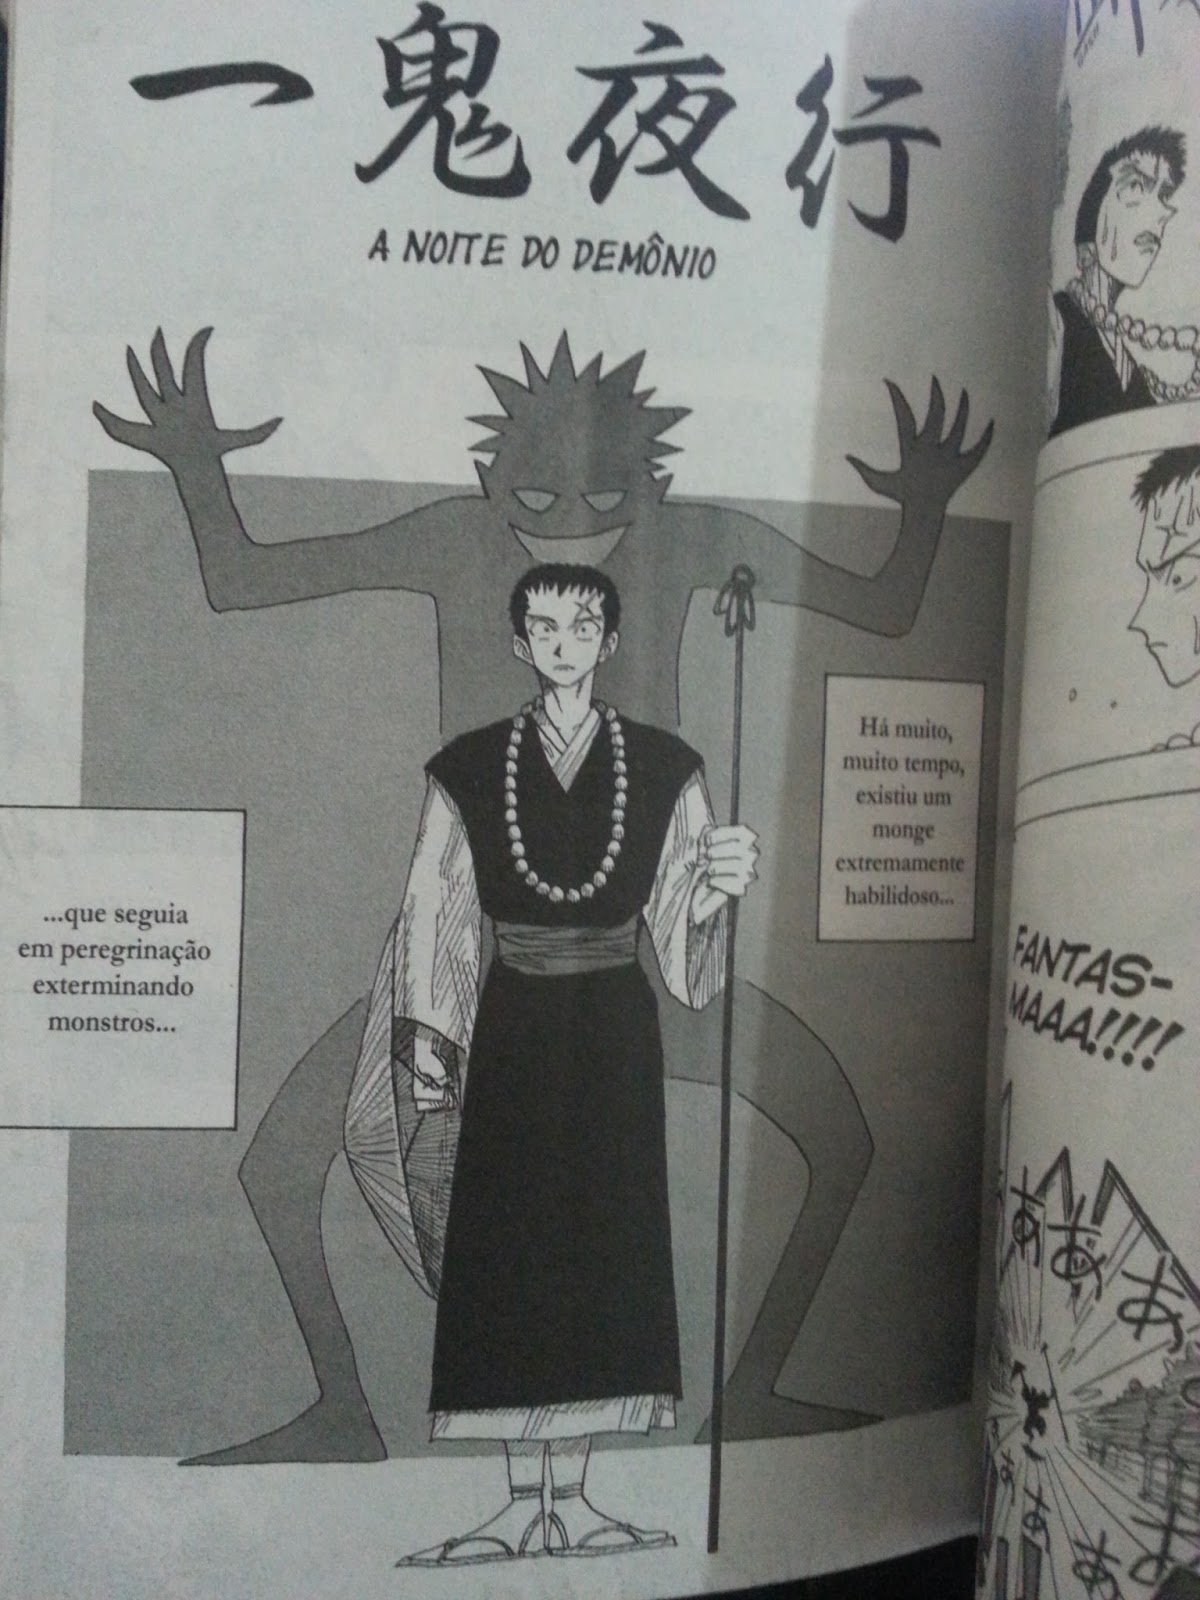 一鬼夜行
A NOITE DO DEMÔNIO
Há muito,
muito tempo,
existiu um
monge
extremamente
habilidoso...
...que seguia
em peregrinação
exterminando
monstros...
FANTAS-
MAAA!!!!